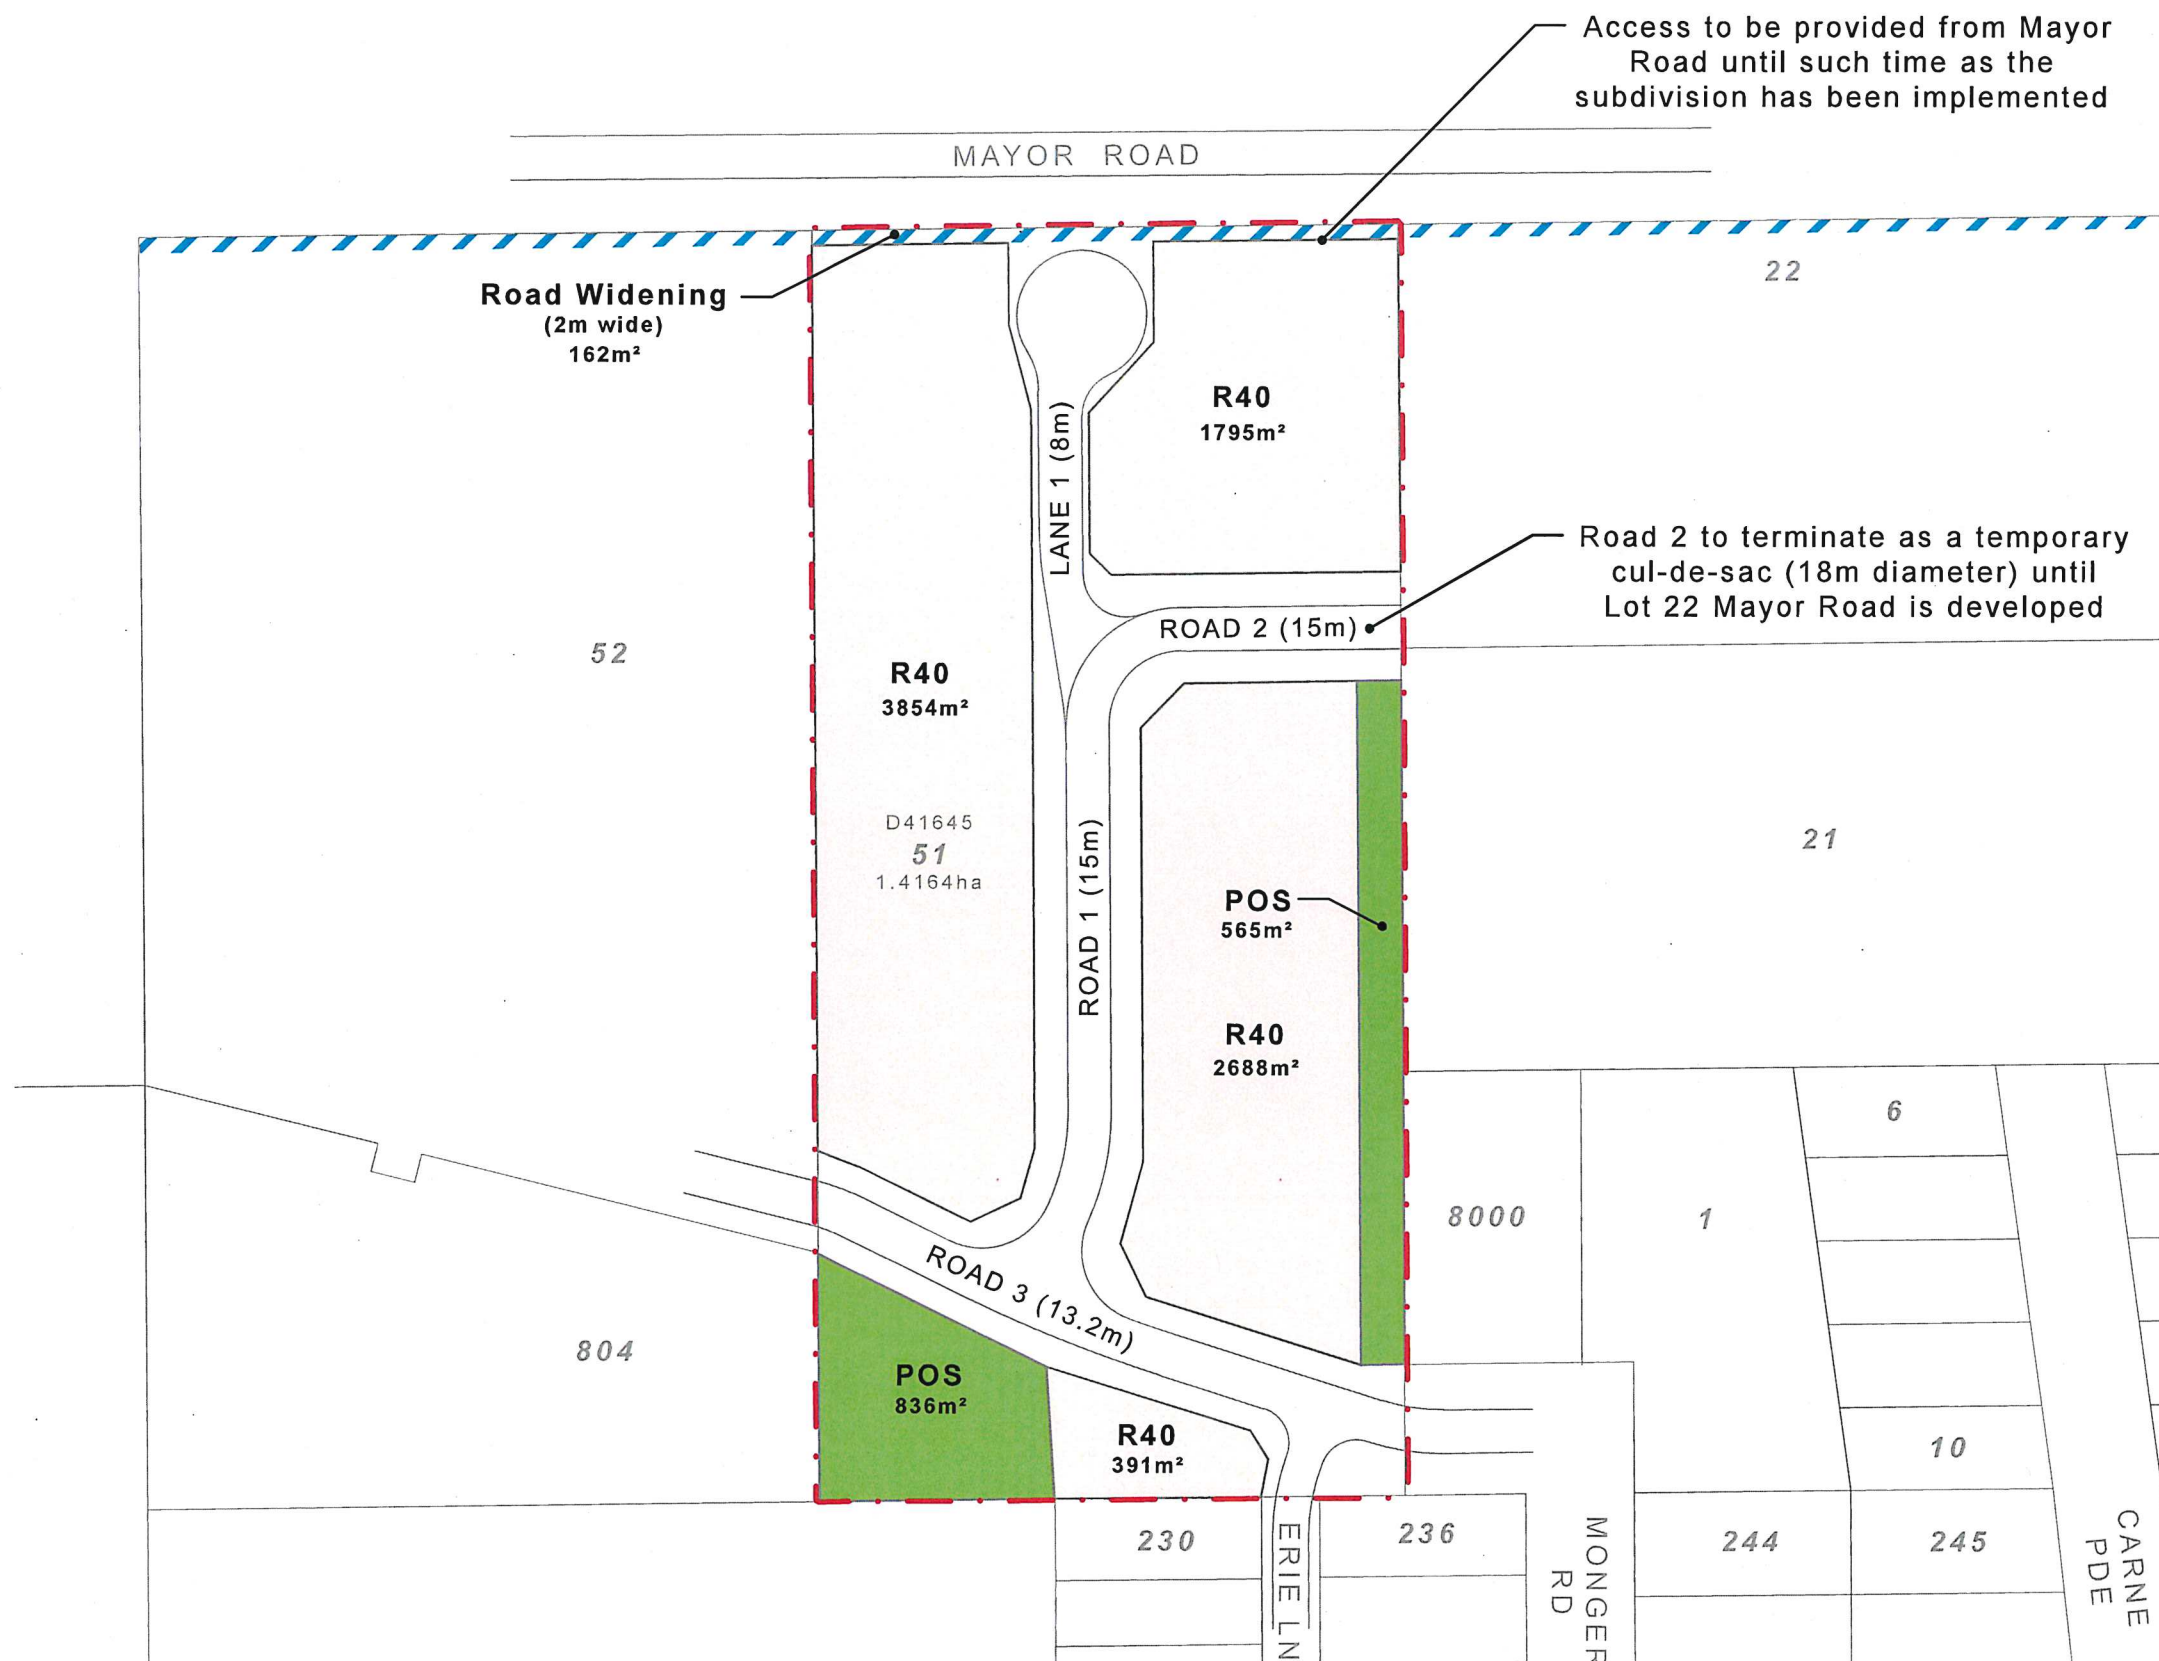 Access to be provided from Mayor
Road until such time as the
subdivision has been implemented
MAYOR ROAD
22
Road Widening
(2m wide)
162m²
R40
1795m²
LANE 1 (8m)
Road 2 to terminate as a temporary
cul-de-sac (18m diameter) until
Lot 22 Mayor Road is developed
ROAD 2 (15m)
52
R40
3854m²
D41645
51
1.4164ha
21
ROAD 1 (15m)
POS
565m²
R40
2688m²
6
8000
1
ROAD 3 (13.2m)
804
POS
836m²
R40
391m²
10
230
ERIE LN
236
MONGER
RD
244
245
CARNE
PDE